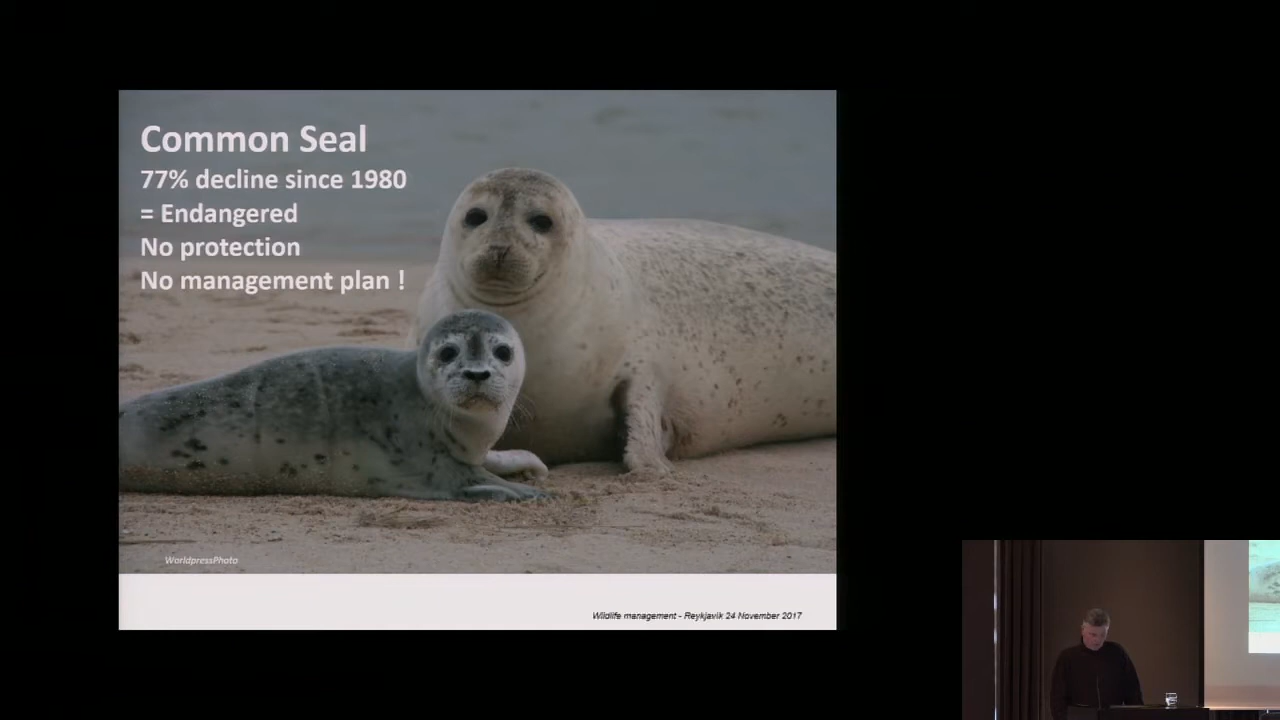 Common Seal
77% decline since 1980
= Endangered
No protection
No management plan !
WorldpressPhoto
Wildlife management - Reykjavik 24 November 2017